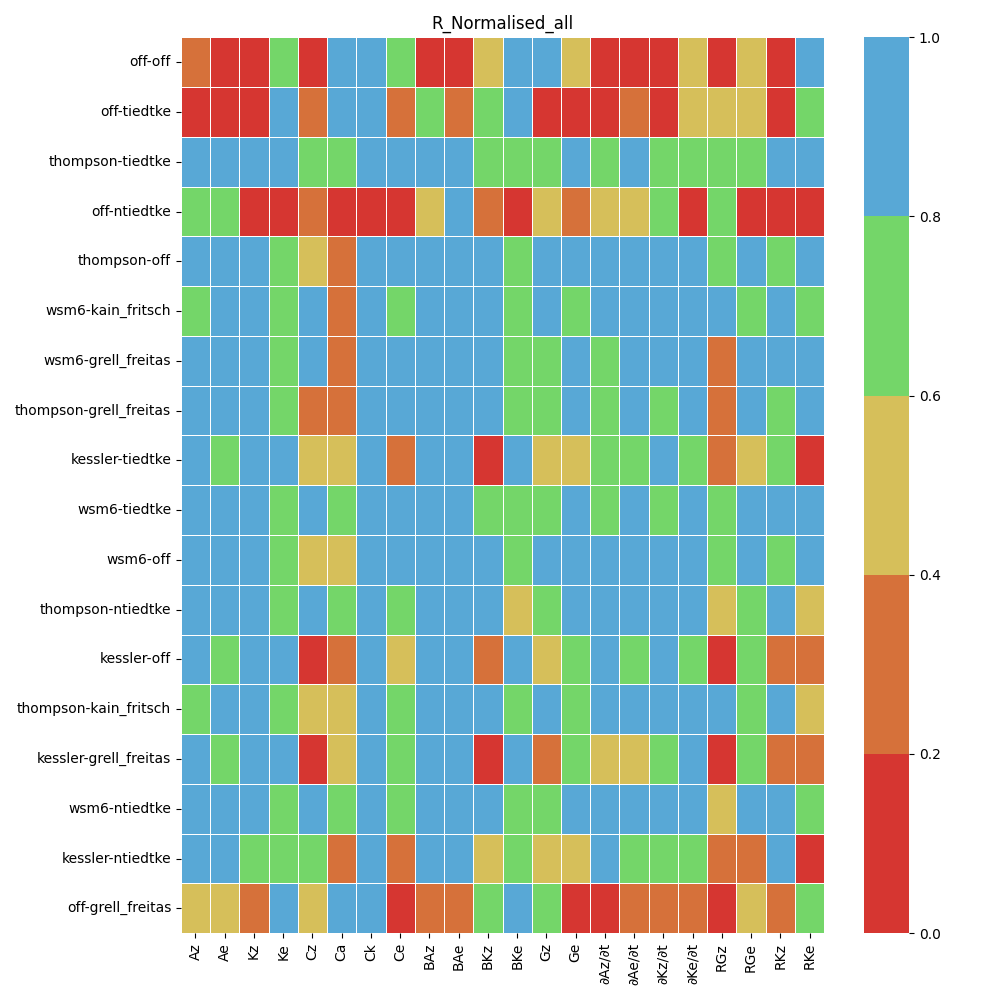 R_Normalised_all
off-off
off-tiedtke
thompson-tiedtke
off-ntiedtke
thompson-off
wsm6-kain_fritsch
wsm6-grell_freitas
thompson-grell_freitas
kessler-tiedtke
wsm6-tiedtke
wsm6-off
thompson-ntiedtke
kessler-off
thompson-kain_fritsch
kessler-grell_freitas
wsm6-ntiedtke
kessler-ntiedtke
off-grell_freitas
Az
Ae
Kz
Ke
Cz
Ca
Ck
Ce
BAz
BAe
BKz
BKe
Gz
Ge
∂Az/∂t
∂Ae/∂t
∂Kz/∂t
∂Ke/∂t
RGz
RGe
RKz
RKe
1.0
0.8
0.6
0.4
0.2
0.0